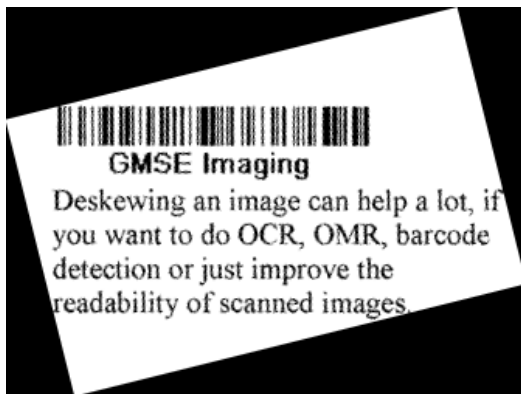 GMSE Imaging
Deskewing an image can help a lot, if
you want to do OCR, OMR, barcode
detection or just improve the
readability of scanned images.